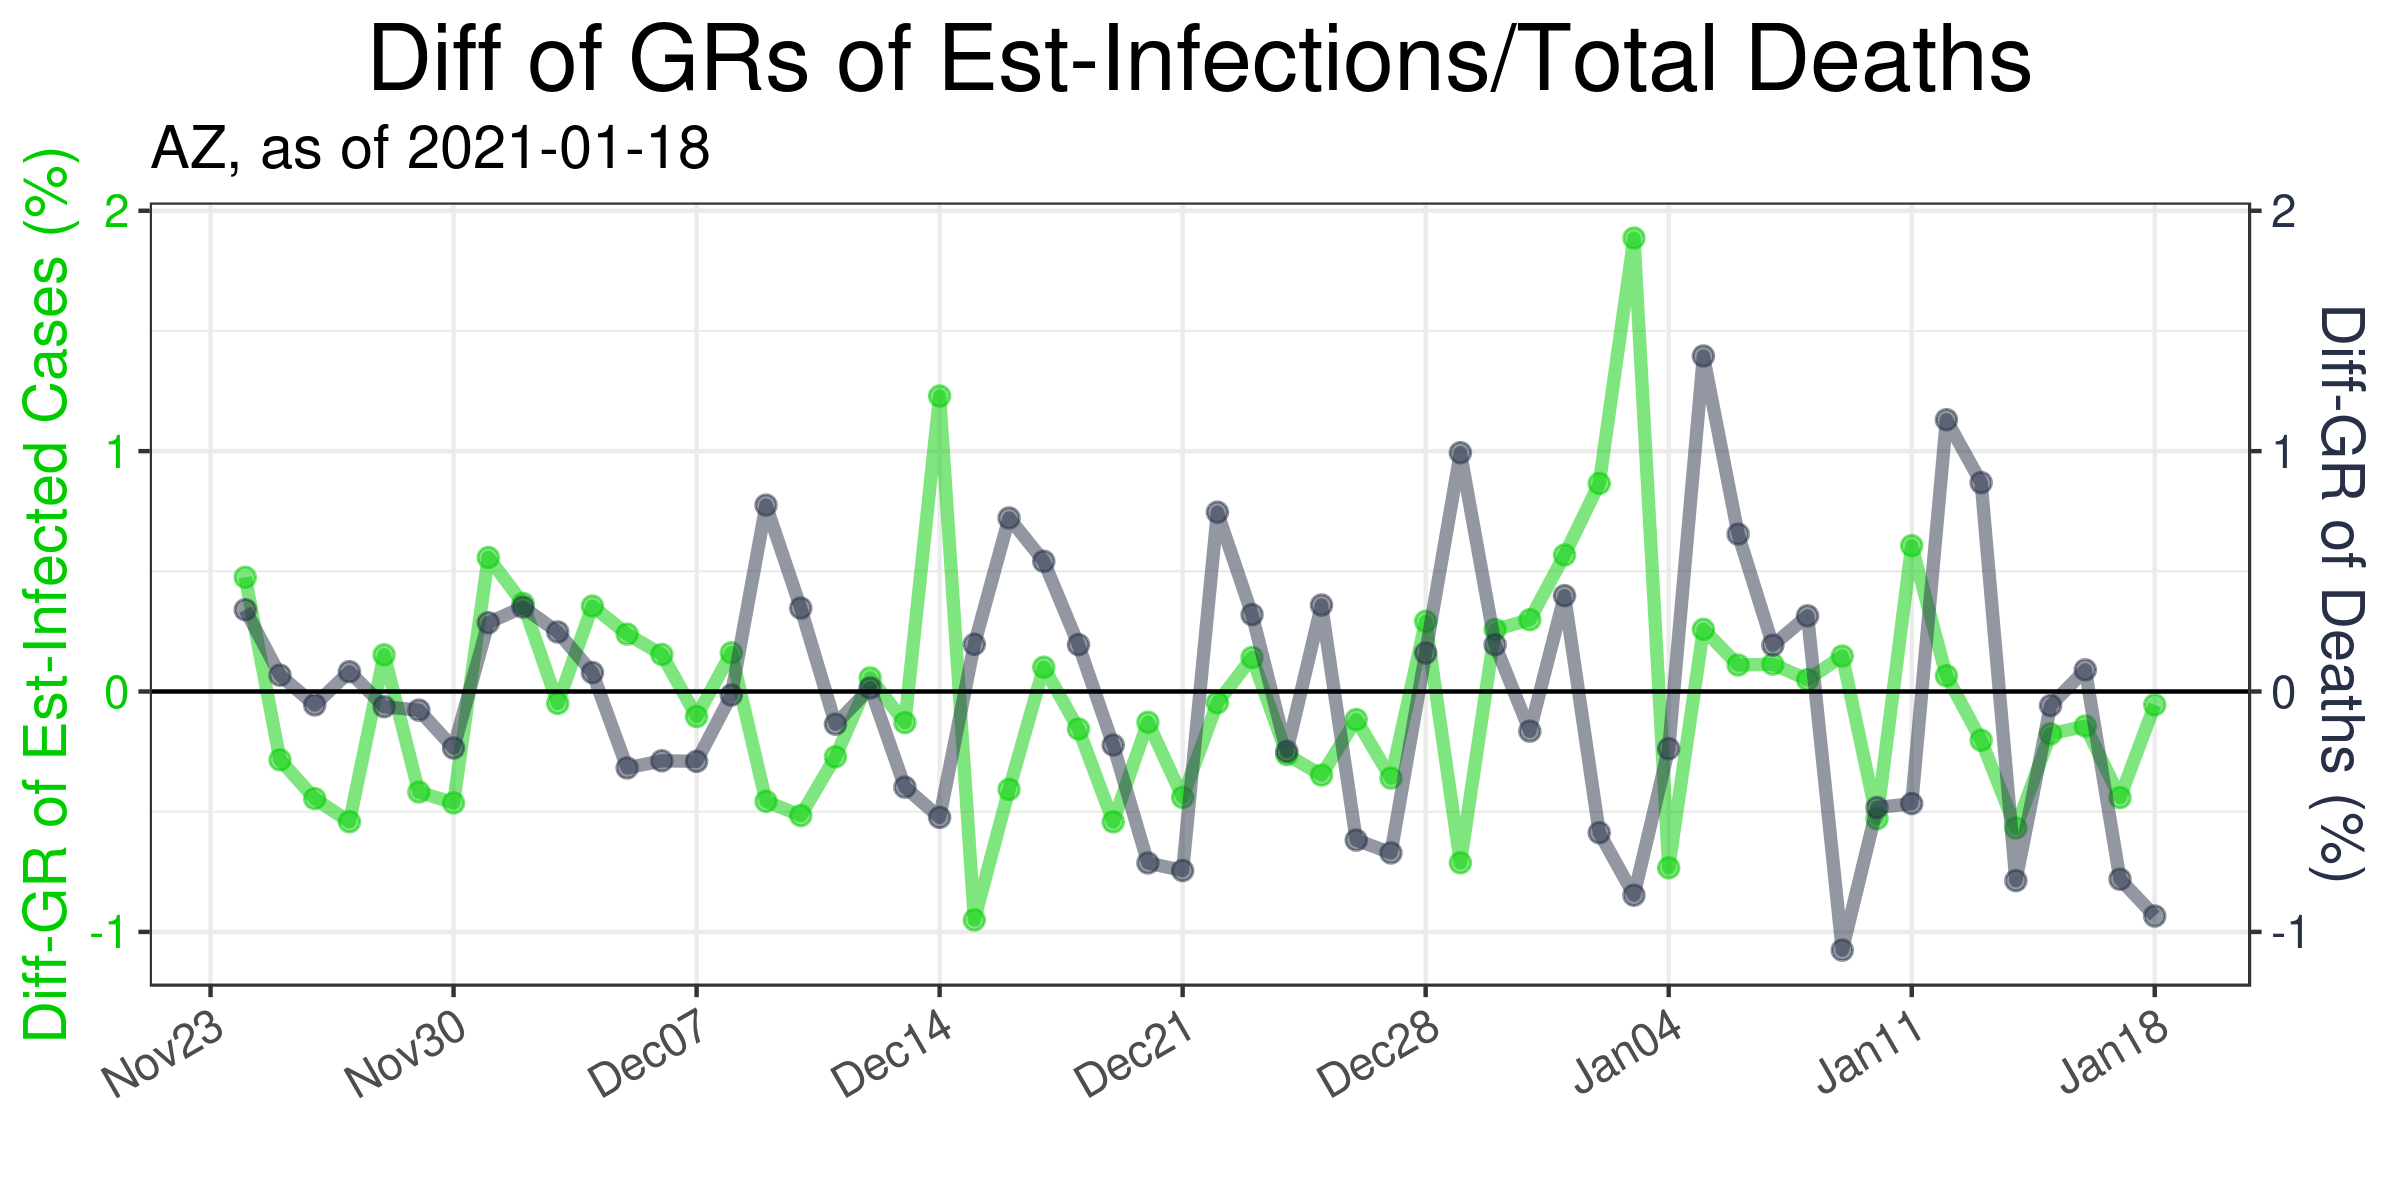 Diff of GRs of Est-Infections/Total Deaths
AZ, as of 2021-01-18
Diff-GR of Est-Infected Cases (%)
2
1
0
-1
2
1
0
-1
Diff-GR of Deaths (%)
Nov23
Nov30
Dec07
Dec14
Dec21
Dec28
Jan04
Jan11
Jan18